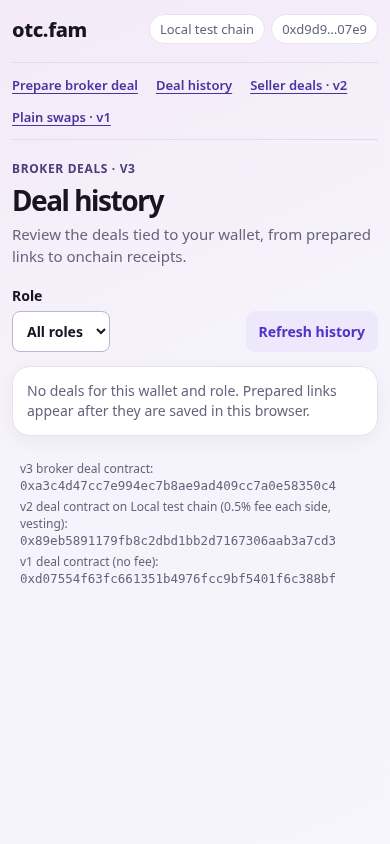 otc.fam
Local test chain
0xd9d9...07e9
Prepare broker deal
Deal history
Seller deals · v2
Plain swaps · v1
BROKER DEALS · V3
Deal history
Review the deals tied to your wallet, from prepared
links to onchain receipts.
Role
All roles
Refresh history
No deals for this wallet and role. Prepared links
appear after they are saved in this browser.
v3 broker deal contract:
0xa3c4d47cc7e994ec7b8ae9ad409cc7a0e58350c4
v2 deal contract on Local test chain (0.5% fee each side,
vesting):
0x89eb5891179fb8c2dbd1bb2d7167306aab3a7cd3
v1 deal contract (no fee):
0xd07554f63fc661351b4976fcc9bf5401f6c388bf